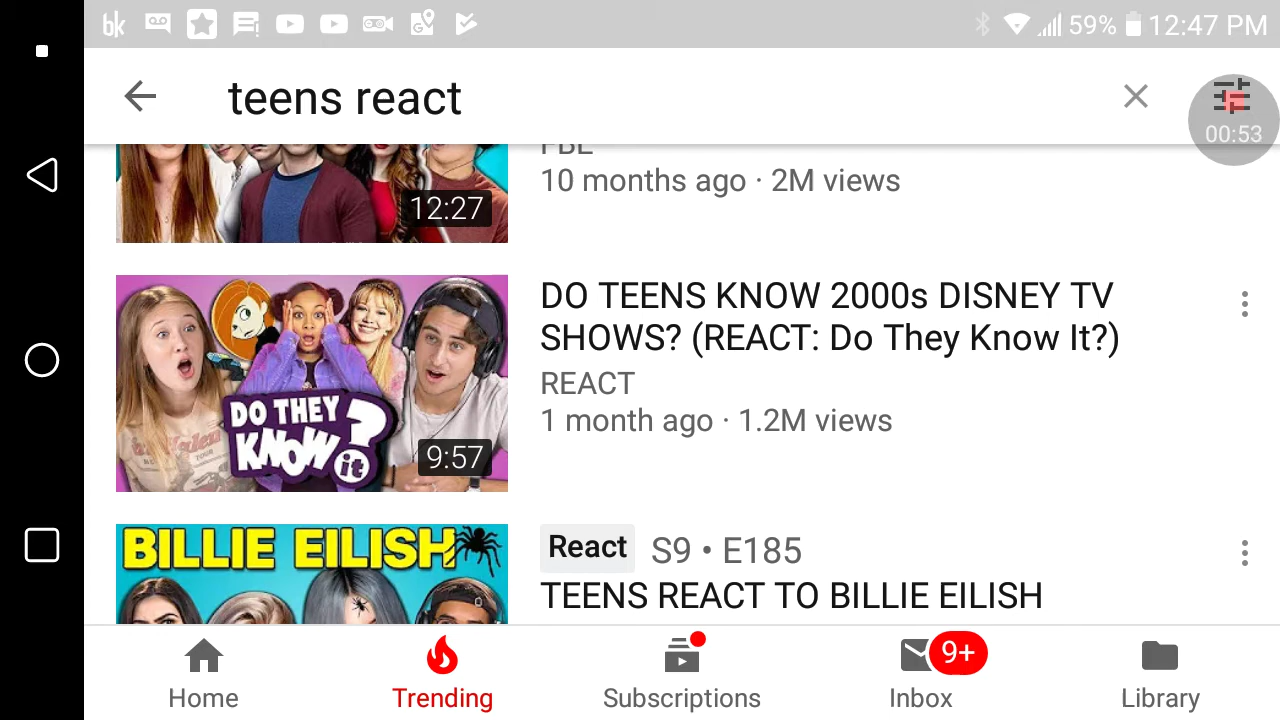 bk 59% 12:47 PM
teens react
00:53
FBE
10 months ago · 2M views
12:27
DO TEENS KNOW 2000s DISNEY TV
SHOWS? (REACT: Do They Know It?)
REACT
1 month ago · 1.2M views
DO THEY
KNOW it?
9:57
BILLIE EILISH
React S9 • E185
TEENS REACT TO BILLIE EILISH
Home
Trending
Subscriptions
9+
Inbox
Library